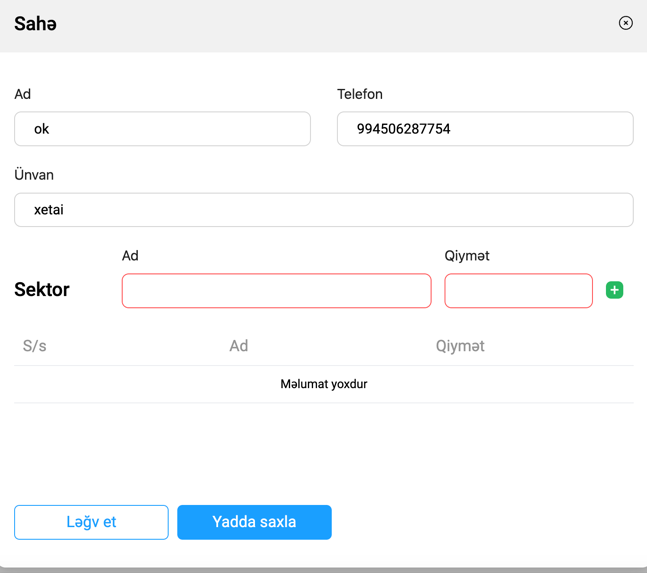 Sahə
Ad Telefon
ok 994506287754
Ünvan
xetai
Ad Qiymət
Sektor
S/s Ad Qiymət
Məlumat yoxdur
Ləğv et Yadda saxla